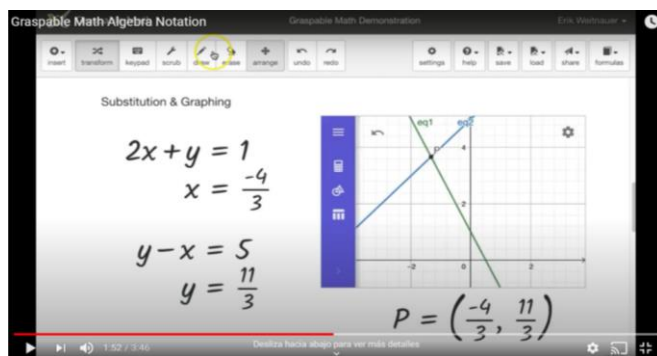 Graspable Math Algebra Notation
Graspable Math Demonstration
Erik Weitnauer
insert transform keypad scrub draw erase arrange undo redo settings help save load share formulas
Substitution & Graphing
2x + y = 1
x = -4/3
y - x = 5
y = 11/3
eq1 eq2
P
4
2
-2 0 2
P = (-4/3, 11/3)
1:52 / 3:46
Desliza hacia abajo para ver más detalles